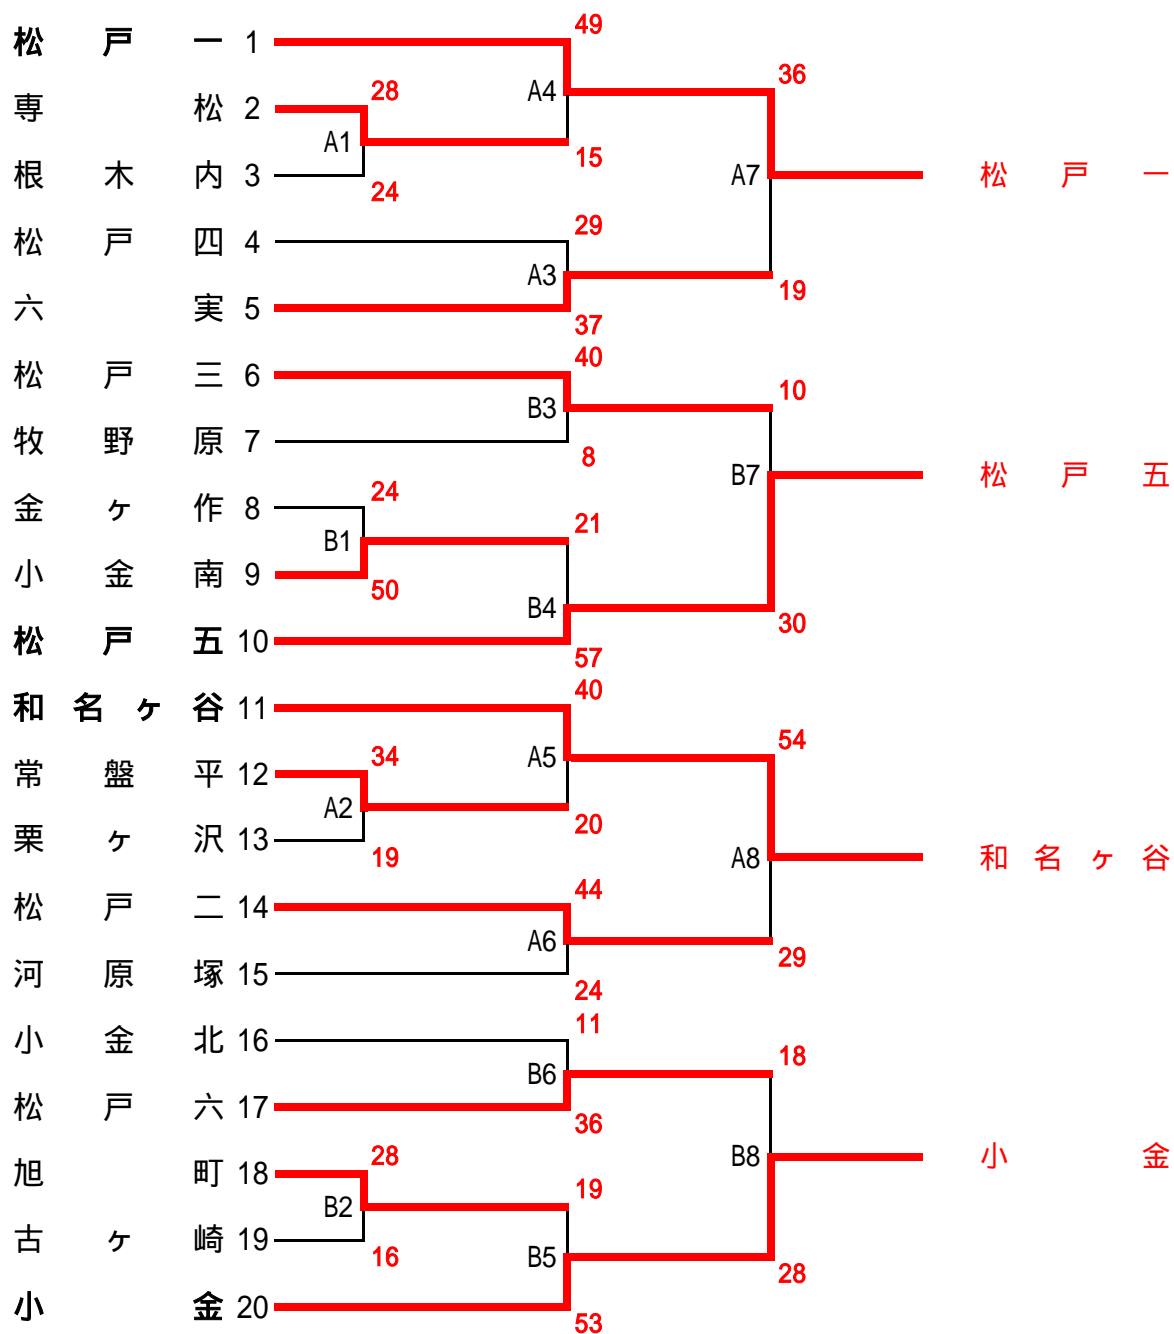 49
松戸一 1
36
28
A4
専松 2
A1
15
松戸一
根木内 3
A7
24
29
松戸四 4
A3
19
六実 5
37
40
松戸三 6
10
B3
牧野原 7
8
松戸五
B7
24
金ヶ作 8
21
B1
小金南 9
50
B4
30
松戸五 10
57
40
和名ヶ谷 11
54
34
A5
常盤平 12
A2
20
栗ヶ沢 13
19
A8
和名ヶ谷
44
松戸二 14
A6
29
河原塚 15
24
11
小金北 16
18
B6
松戸六 17
36
28
B8
小金
旭町 18
19
B2
古ヶ崎 19
16
B5
28
小金 20
53